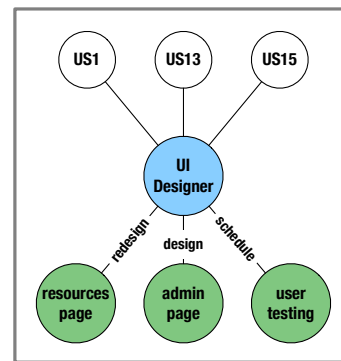 US1 US13 US15
UI
Designer
redesign design schedule
resources admin user
page page testing